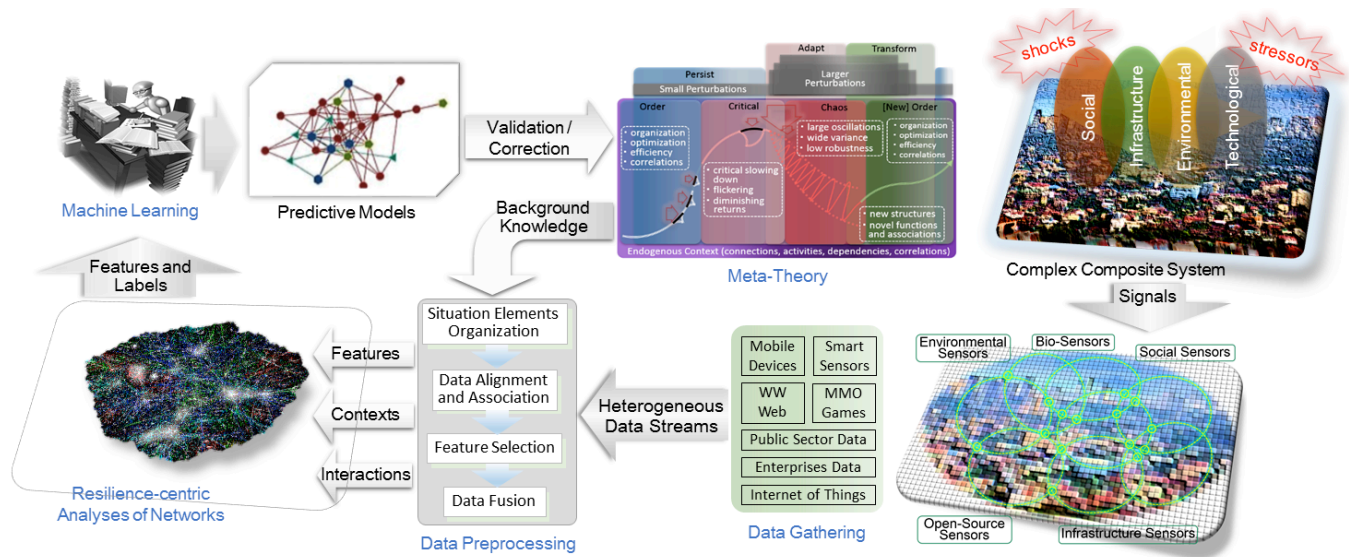 Machine Learning
Predictive Models
Validation /
Correction
Background
Knowledge
Adapt
Transform
Persist
Small Perturbations
Larger
Perturbations
Order
Critical
Chaos
[New] Order
• organization
• optimization
• efficiency
• correlations
• critical slowing
down
• flickering
• diminishing
returns
• large oscillations
• wide variance
• low robustness
• organization
• optimization
• efficiency
• correlations
• new structures
• novel functions
and associations
Endogenous Context (connections, activities, dependencies, correlations)
Meta-Theory
shocks
stressors
Social
Infrastructure
Environmental
Technological
Complex Composite System
Signals
Environmental
Sensors
Bio-Sensors
Social Sensors
Open-Source
Sensors
Infrastructure Sensors
Mobile
Devices
Smart
Sensors
WW
Web
MMO
Games
Public Sector Data
Enterprises Data
Internet of Things
Data Gathering
Heterogeneous
Data Streams
Situation Elements
Organization
Data Alignment
and Association
Feature Selection
Data Fusion
Data Preprocessing
Features
Contexts
Interactions
Features and
Labels
Resilience-centric
Analyses of Networks